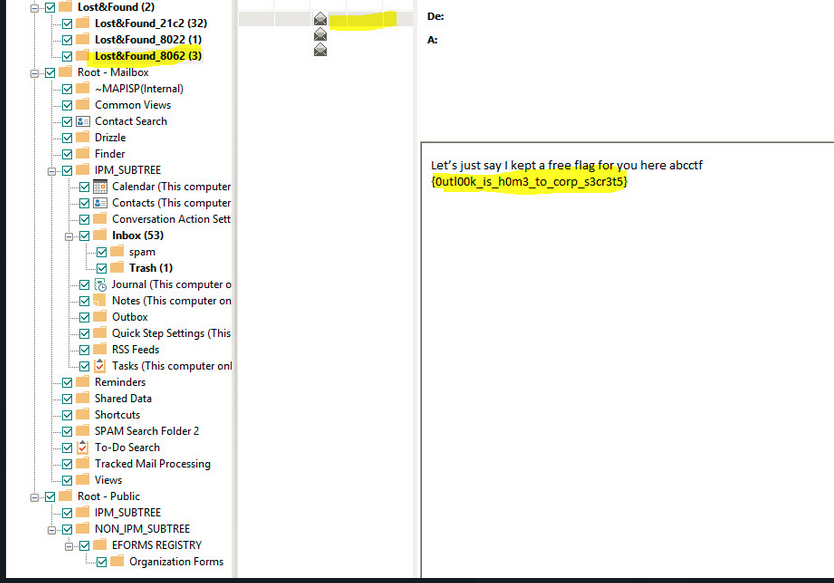 Lost&Found (2)
Lost&Found_21c2 (32)
Lost&Found_8022 (1)
Lost&Found_8062 (3)
Root - Mailbox
~MAPISP(Internal)
Common Views
Contact Search
Drizzle
Finder
IPM_SUBTREE
Calendar (This computer
Contacts (This computer
Conversation Action Sett
Inbox (53)
spam
Trash (1)
Journal (This computer o
Notes (This computer on
Outbox
Quick Step Settings (This
RSS Feeds
Tasks (This computer onl
Reminders
Shared Data
Shortcuts
SPAM Search Folder 2
To-Do Search
Tracked Mail Processing
Views
Root - Public
IPM_SUBTREE
NON_IPM_SUBTREE
EFORMS REGISTRY
Organization Forms
De:
A:
Let's just say I kept a free flag for you here abcctf
{0utl00k_is_h0m3_to_corp_s3cr3t5}